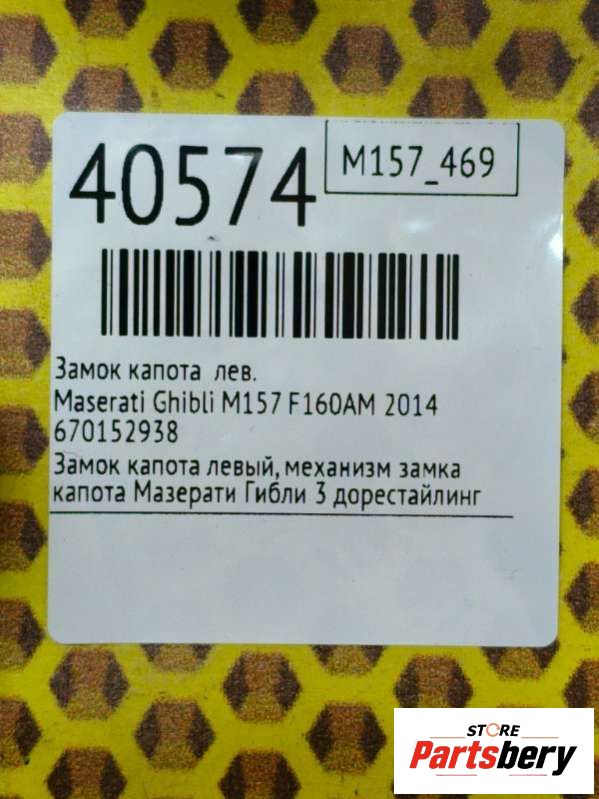 40574
M157_469
Замок капота лев.
Maserati Ghibli M157 F160AM 2014
670152938
Замок капота левый, механизм замка
капота Мазерати Гибли 3 дорестайлинг
STORE
Partsbery